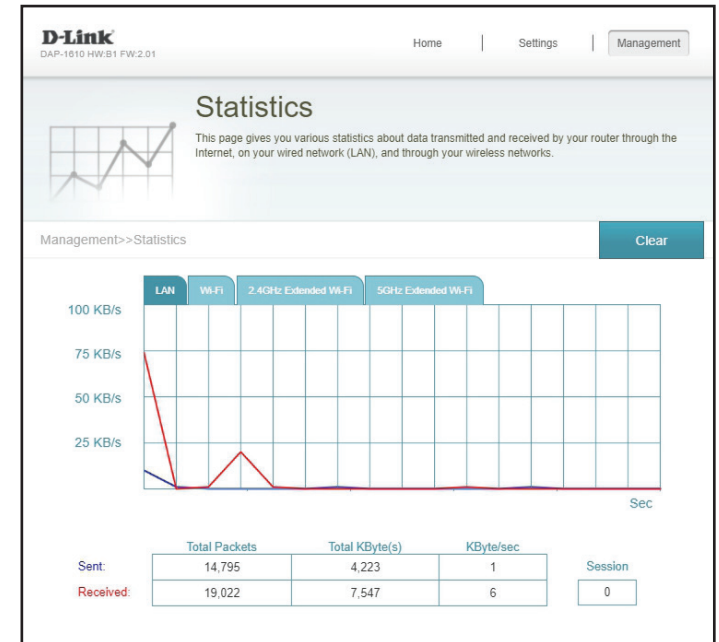 D-Link
DAP-1610 HW:B1 FW:2.01
Home | Settings | Management
Statistics
This page gives you various statistics about data transmitted and received by your router through the
Internet, on your wired network (LAN), and through your wireless networks.
Management>>Statistics
Clear
LAN Wi-Fi 2.4GHz Extended Wi-Fi 5GHz Extended Wi-Fi
100 KB/s
75 KB/s
50 KB/s
25 KB/s
Sec
Total Packets Total KByte(s) KByte/sec
Sent: 14,795 4,223 1 Session
Received: 19,022 7,547 6 0